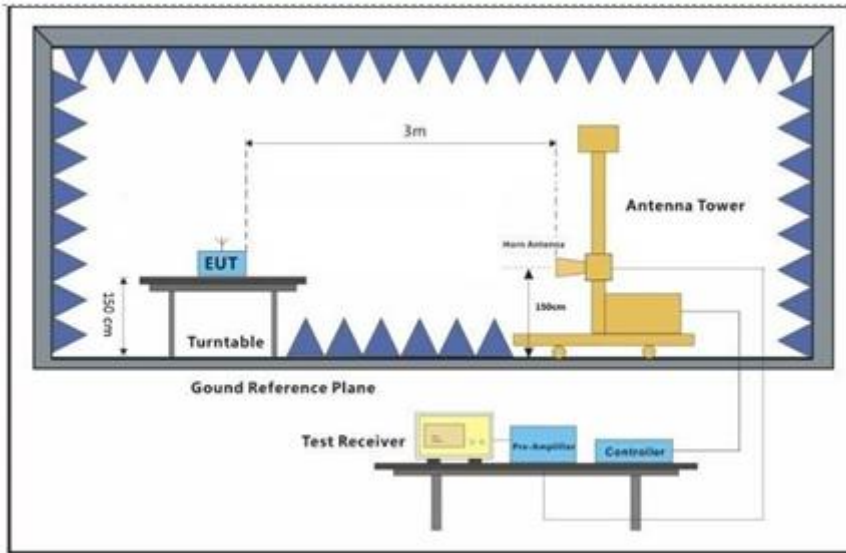 3m
Antenna Tower
Horn Antenna
EUT
150 cm
150cm
Turntable
Gound Reference Plane
Test Receiver
Pre-Amplifier
Controller